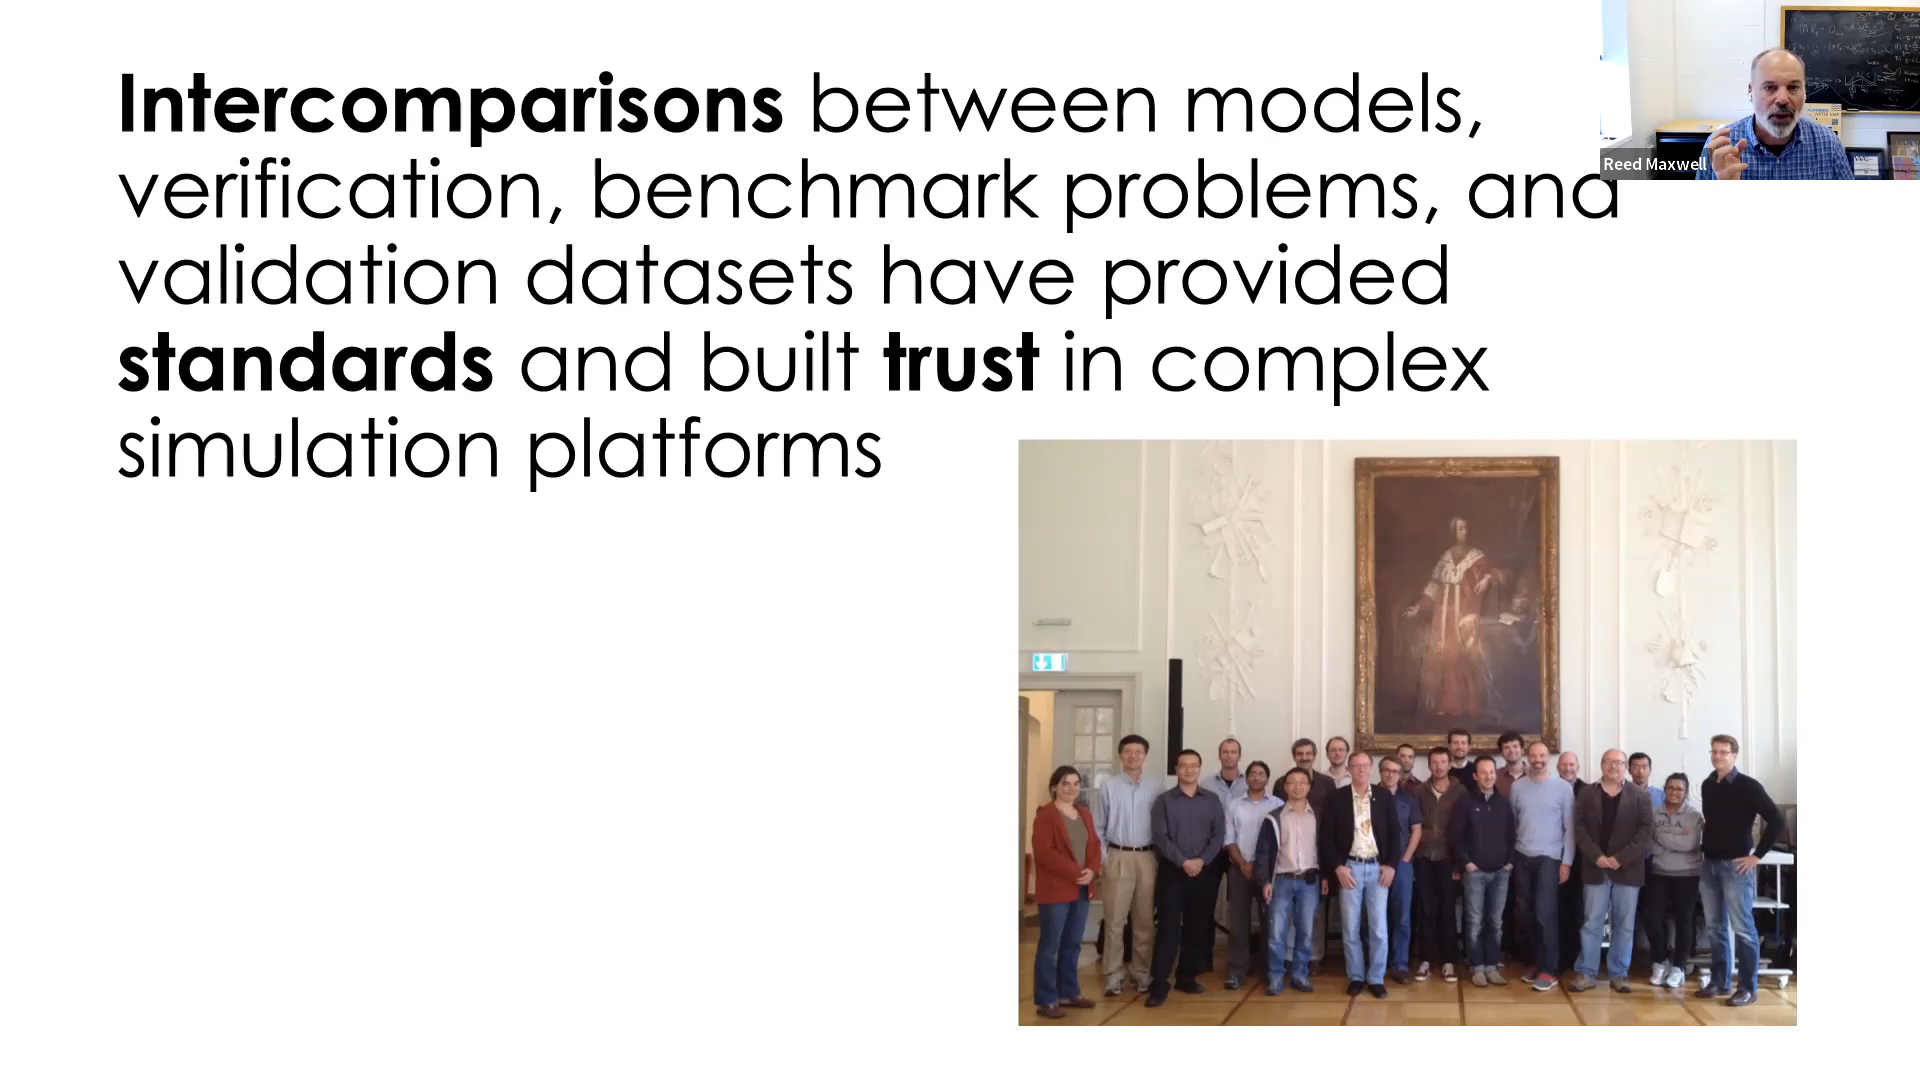 Intercomparisons between models,
verification, benchmark problems, and
validation datasets have provided
standards and built trust in complex
simulation platforms
Reed Maxwell